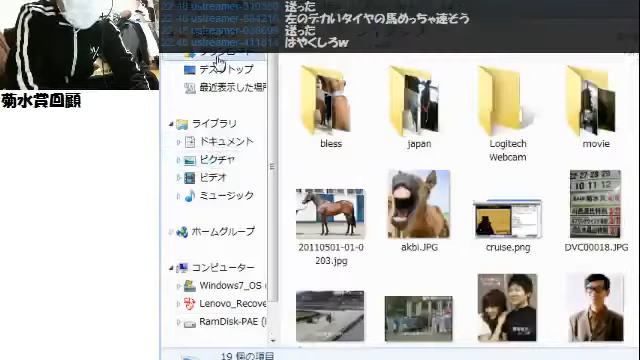 送った
左のデカいタイヤの馬めっちゃ速そう
送った
はやくしろw
菊水賞回顧
デスクトップ
最近表示した場所
ライブラリ
ドキュメント
ピクチャ
ビデオ
ミュージック
ホームグループ
コンピューター
Windows7_OS
Lenovo_Recove
RamDisk-PAE
bless
japan
Logitech
Webcam
movie
20110501-01-0
203.jpg
akbi.JPG
cruise.png
DVC00018.JPG
19 個の項目